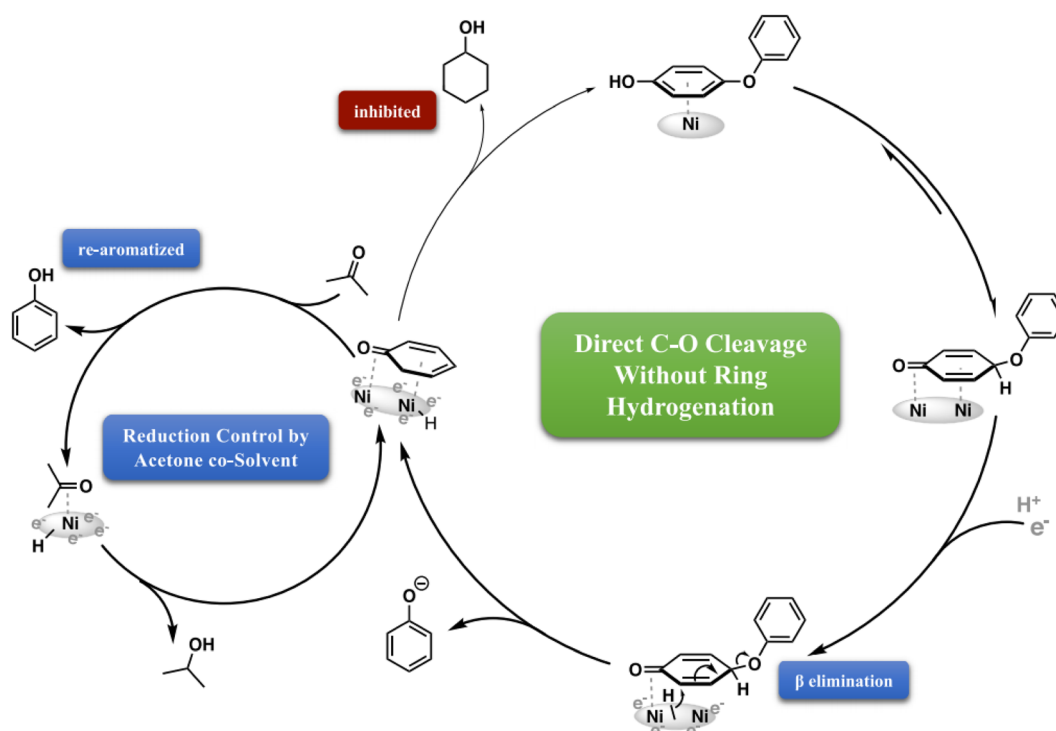 OH
inhibited
HO
O
Ni
re-aromatized
OH
O
O
e-
e-
Ni
Ni
e-
e-
e-
H
Direct C-O Cleavage
Without Ring
Hydrogenation
O
O
H
Ni
Ni
Reduction Control by
Acetone co-Solvent
O
e-
Ni
e-
e-
e-
H
H+
e-
OH
O
⊖
O
O
H
H
e-
Ni
Ni
e-
e-
e-
β elimination